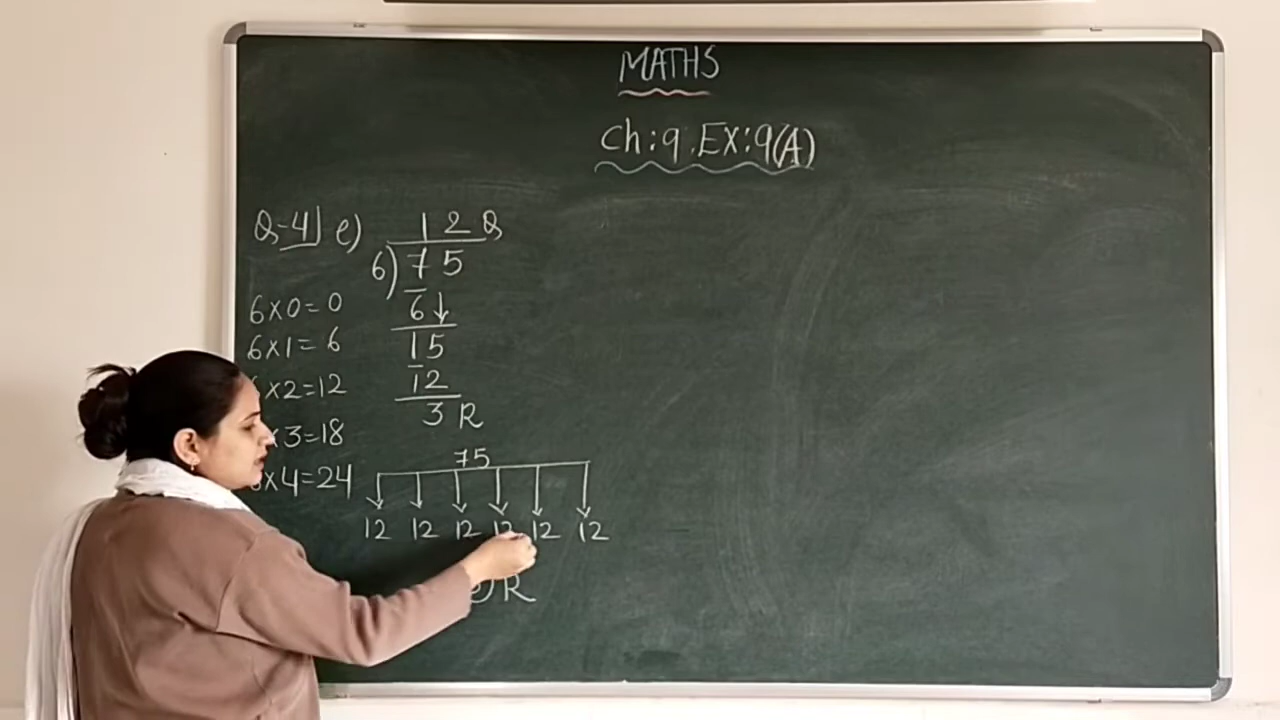 MATHS
Ch:9. EX:9(A)
Q-4] e)
12 Q
6)75
6↓
15
12
3 R
6x0=0
6x1=6
x2=12
x3=18
x4=24
75
12 12 12 12 12 12
R